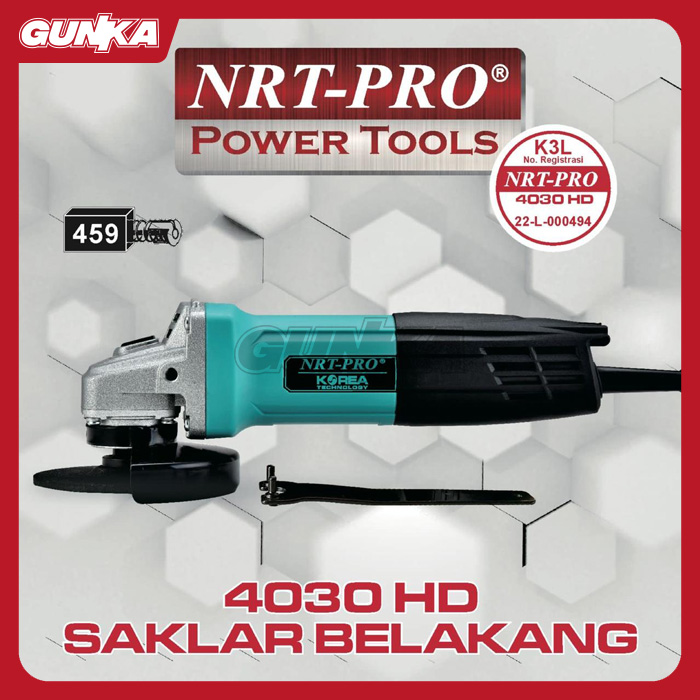 GUNKA
NRT-PRO®
POWER TOOLS
K3L
No. Registrasi
NRT-PRO
4030 HD
22-L-000494
459
GUNKA
NRT-PRO®
KOREA
TECHNOLOGY
4030 HD
SAKLAR BELAKANG